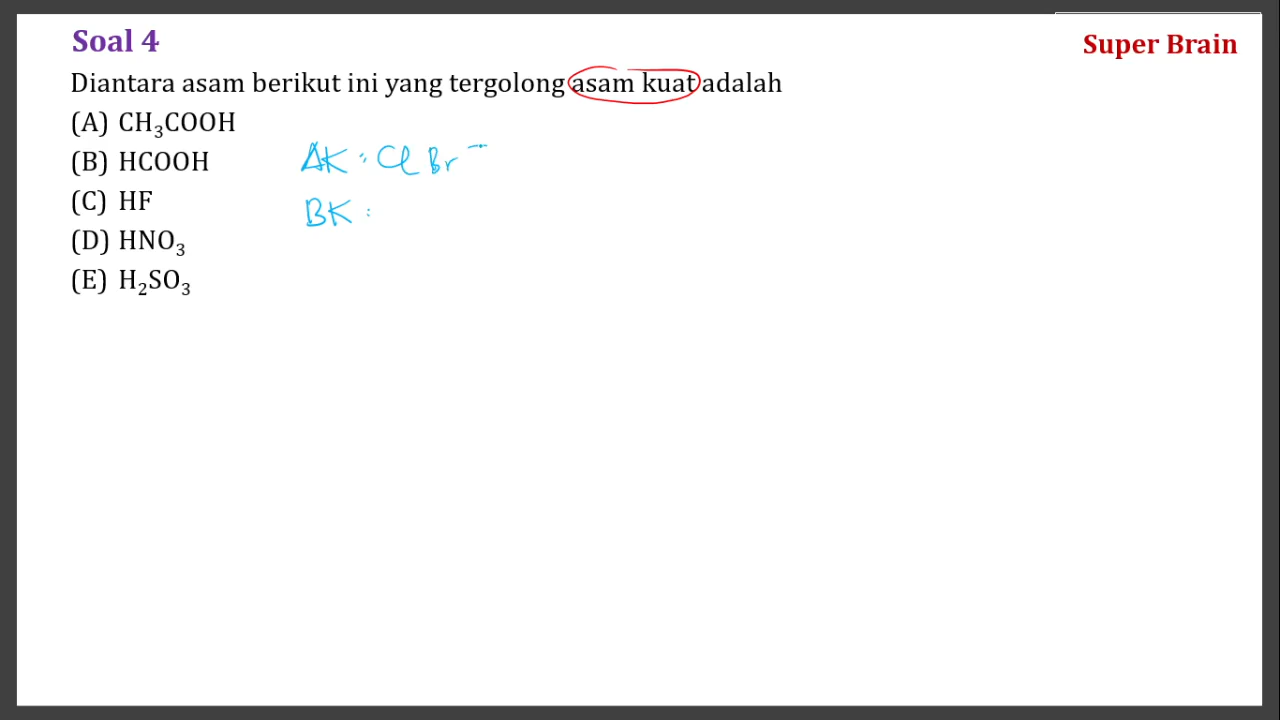 Soal 4
Super Brain
Diantara asam berikut ini yang tergolong asam kuat adalah
(A) CH₃COOH
(B) HCOOH
(C) HF
(D) HNO₃
(E) H₂SO₃
AK : Cl Br
BK :